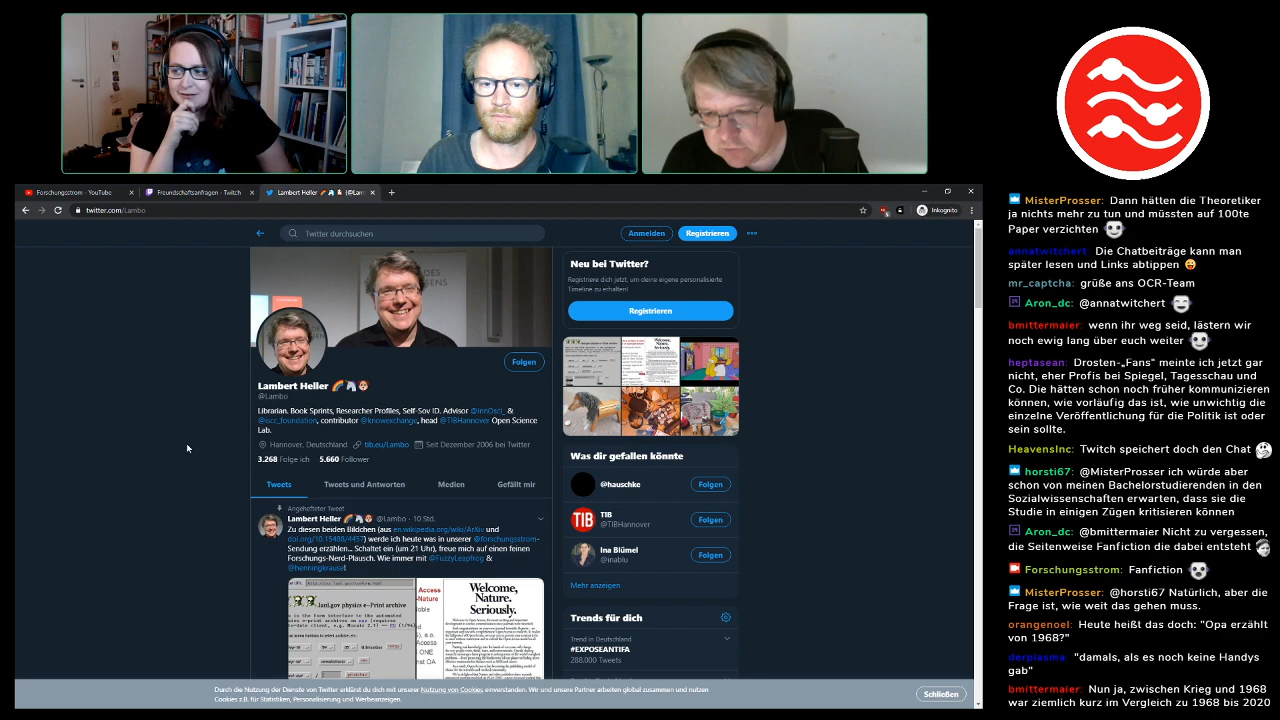 Forschungsstrom - YouTube
Freundschaftsanfragen - Twitch
Lambert Heller
twitter.com/Lambo
Inkognito
Twitter durchsuchen
Anmelden
Registrieren
Lambert Heller
@Lambo
Folgen
Librarian. Book Sprints, Researcher Profiles, Self-Sov ID. Advisor @innOsci_ &
@iscc_foundation, contributor @knowexchange, head @TIBHannover Open Science
Lab.
Hannover, Deutschland tib.eu/Lambo Seit Dezember 2006 bei Twitter
3.268 Folge ich 5.660 Follower
Tweets Tweets und Antworten Medien Gefällt mir
Angehefteter Tweet
Lambert Heller @Lambo · 10 Std.
Zu diesen beiden Bildchen (aus en.wikipedia.org/wiki/ArXiv und
doi.org/10.15488/4457) werde ich heute was in unserer @forschungsstrom-
Sendung erzählen... Schaltet ein (um 21 Uhr), freue mich auf einen feinen
Forschungs-Nerd-Plausch. Wie immer mit @FuzzyLeapfrog &
@henningkrause!
.lanl.gov physics e-Print archive
Access
Welcome,
Nature.
Seriously.
Neu bei Twitter?
Registriere dich jetzt, um deine eigene personalisierte
Timeline zu erhalten!
Registrieren
Was dir gefallen könnte
@hauschke
Folgen
TIB
TIB
@TIBHannover
Folgen
Ina Blümel
@inablu
Folgen
Mehr anzeigen
Trends für dich
Trend in Deutschland
#EXPOSEANTIFA
288.000 Tweets
Durch die Nutzung der Dienste von Twitter erklärst du dich mit unserer Nutzung von Cookies einverstanden. Wir und unsere Partner arbeiten global zusammen und nutzen
Cookies z.B. für Statistiken, Personalisierung und Werbeanzeigen.
Schließen
MisterProsser: Dann hätten die Theoretiker
ja nichts mehr zu tun und müssten auf 100te
Paper verzichten
annatwitchert: Die Chatbeiträge kann man
später lesen und Links abtippen
mr_captcha: grüße ans OCR-Team
Aron_dc: @annatwitchert
bmittermaier: wenn ihr weg seid, lästern wir
noch ewig hier über euch
heptasean: „Fans“ in der Politik ja gar
nicht, eher Profis bei Spiegel, Tagesschau und
Co. Die hätten schon auch früher kommunizieren
können, wie vorläufig das ist, wie unwichtig die
einzelne Veröffentlichung für die Politik ist oder
sein sollte.
HeavensInc: Twitch speichert doch den Chat
horsti67: @MisterProsser ich würde aber
schon von meinen Bachelorstudierenden in den
Sozialwissenschaften erwarten, dass sie die
Studie in einigen Zügen kritisieren können
Aron_dc: @bmittermaier Nicht vergessen
die Seitenweise Fanfiction die hier entsteht
Forschungsstrom: Fanfiction
MisterProsser: @horsti67 Natürlich, aber die
Frage ist, wie weit das gehen kann.
orangenoel: Heute heißt das doch "Opa erzählt
von 1968?"
derplasma: "damals, als es noch keine Handys
gab"
bmittermaier: Nun ja, zwischen Krieg und 1968
war ziemlich kurz im Vergleich zu 1968 bis 2020